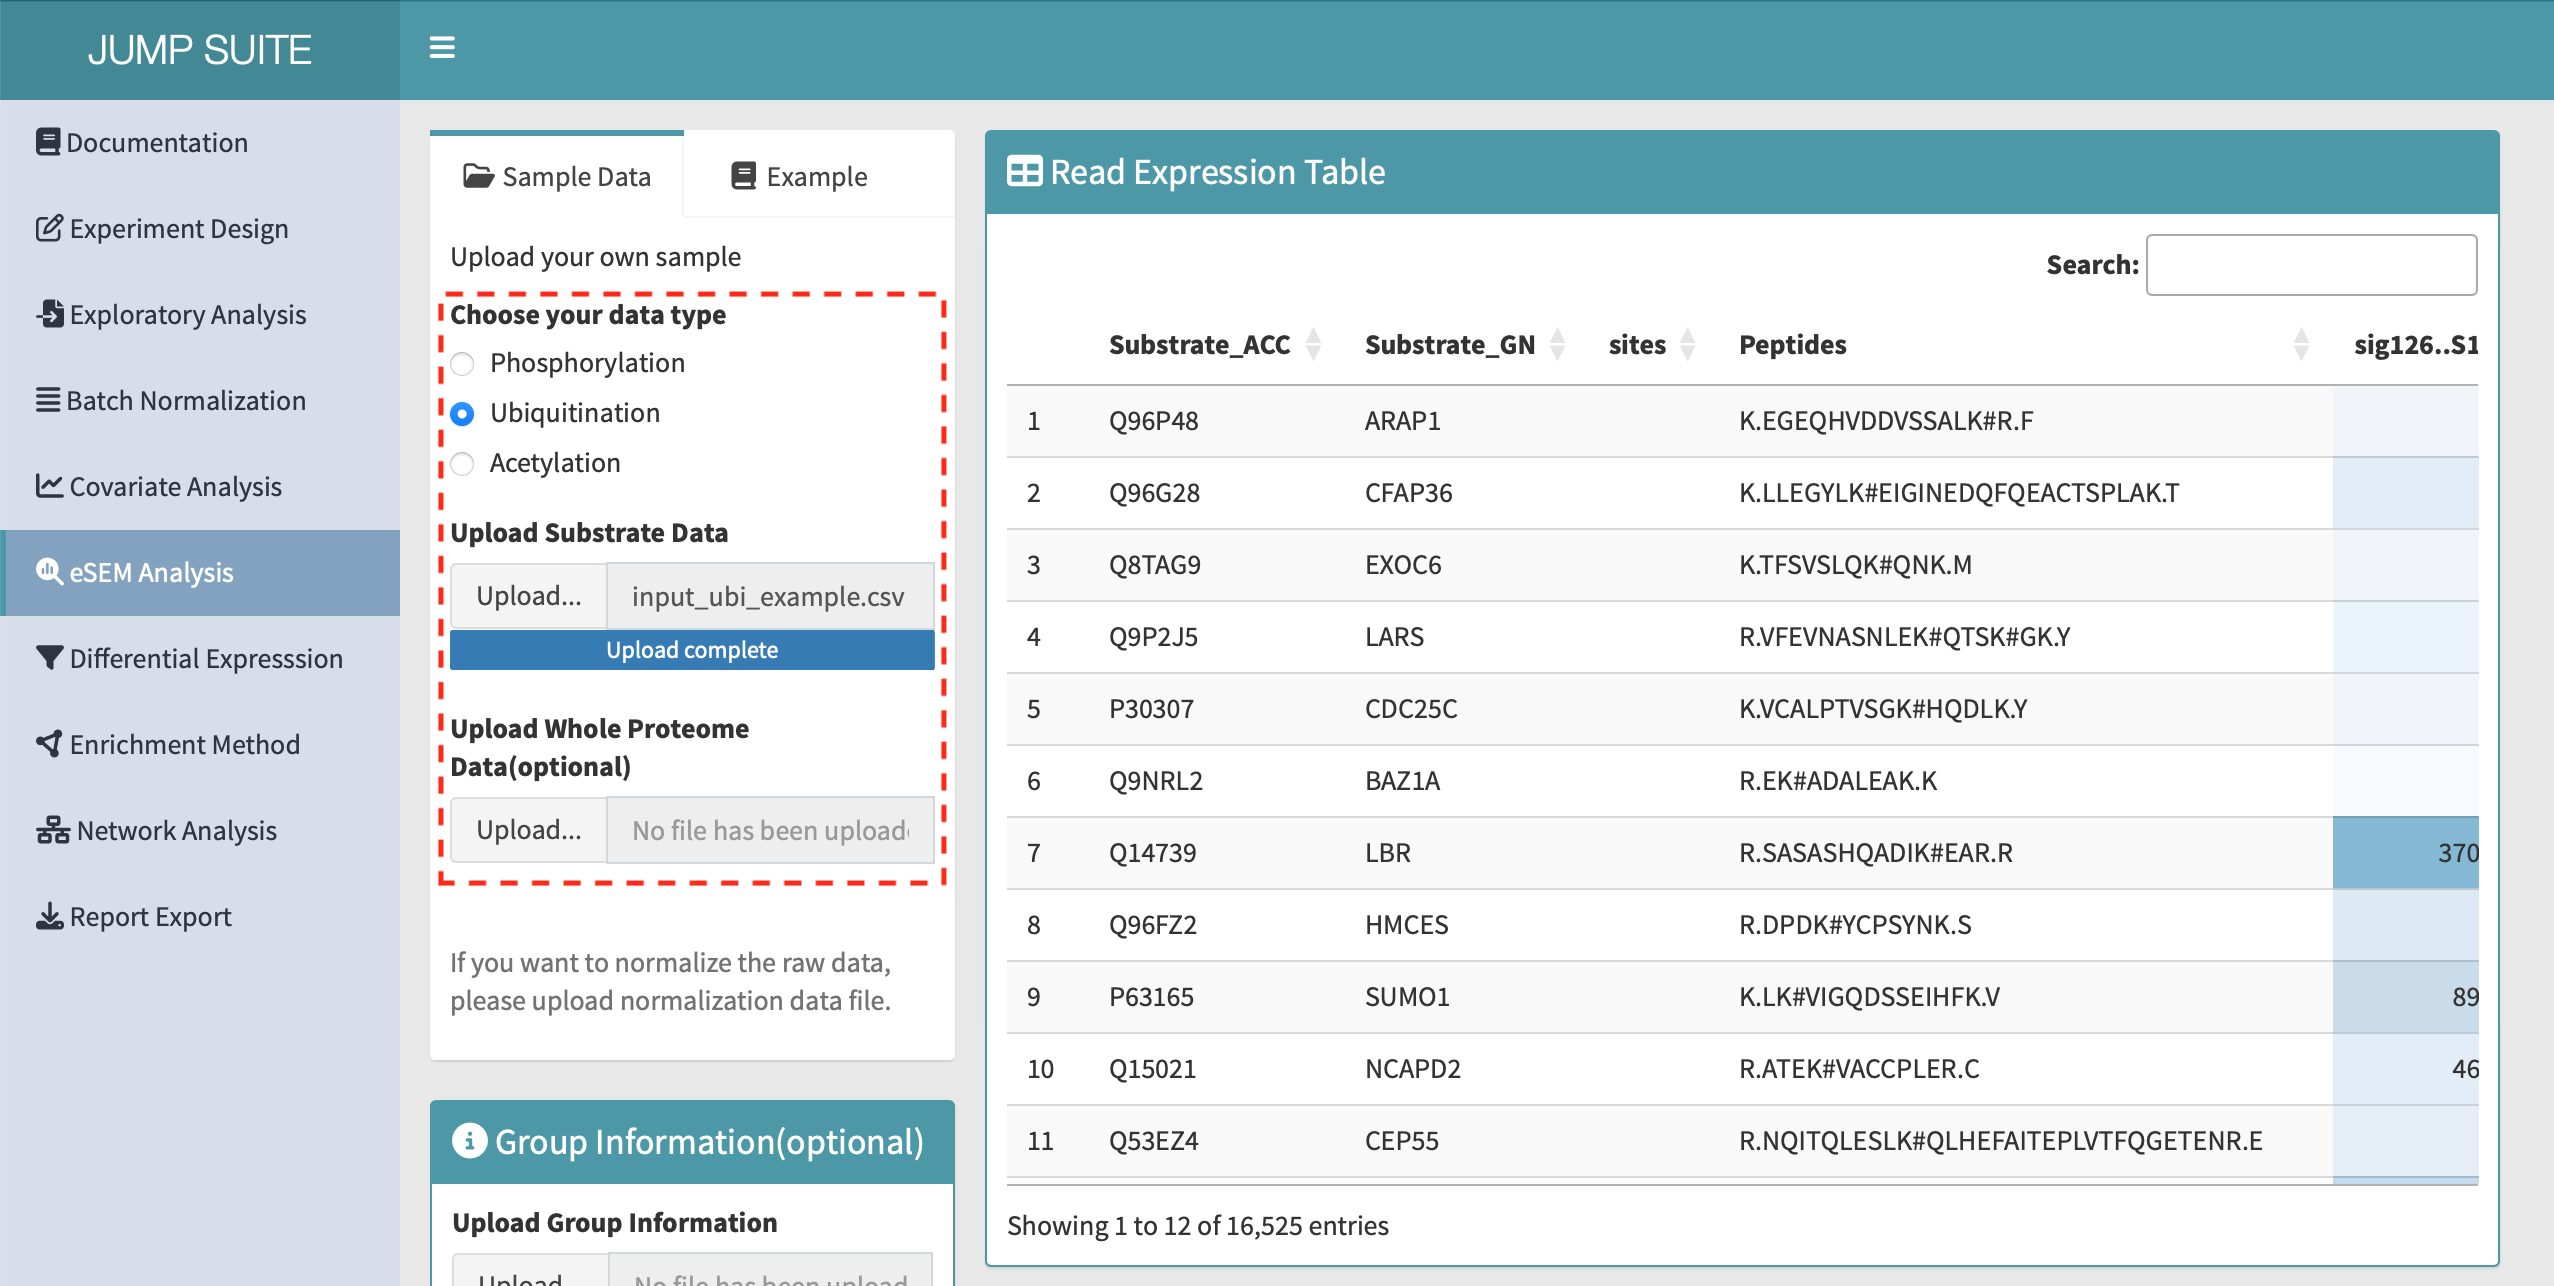 JUMP SUITE
Documentation
Experiment Design
Exploratory Analysis
Batch Normalization
Covariate Analysis
eSEM Analysis
Differential Expresssion
Enrichment Method
Network Analysis
Report Export
Sample Data
Example
Upload your own sample
Choose your data type
Phosphorylation
Ubiquitination
Acetylation
Upload Substrate Data
Upload... input_ubi_example.csv
Upload complete
Upload Whole Proteome
Data(optional)
Upload... No file has been upload
If you want to normalize the raw data,
please upload normalization data file.
Group Information(optional)
Upload Group Information
Upload No file has been upload
Read Expression Table
Search:
Substrate_ACC Substrate_GN sites Peptides sig126..S1
1 Q96P48 ARAP1 K.EGEQHVDDVSSALK#R.F
2 Q96G28 CFAP36 K.LLEGYLK#EIGINEDQFQEACTSPLAK.T
3 Q8TAG9 EXOC6 K.TFSVSLQK#QNK.M
4 Q9P2J5 LARS R.VFEVNASNLEK#QTSK#GK.Y
5 P30307 CDC25C K.VCALPTVSGK#HQDLK.Y
6 Q9NRL2 BAZ1A R.EK#ADALEAK.K
7 Q14739 LBR R.SASASHQADIK#EAR.R 370
8 Q96FZ2 HMCES R.DPDK#YCPSYNK.S
9 P63165 SUMO1 K.LK#VIGQDSSEIHFK.V 89
10 Q15021 NCAPD2 R.ATEK#VACCPLER.C 46
11 Q53EZ4 CEP55 R.NQITQLESLK#QLHEFAITEPLVTFQGETENR.E
Showing 1 to 12 of 16,525 entries